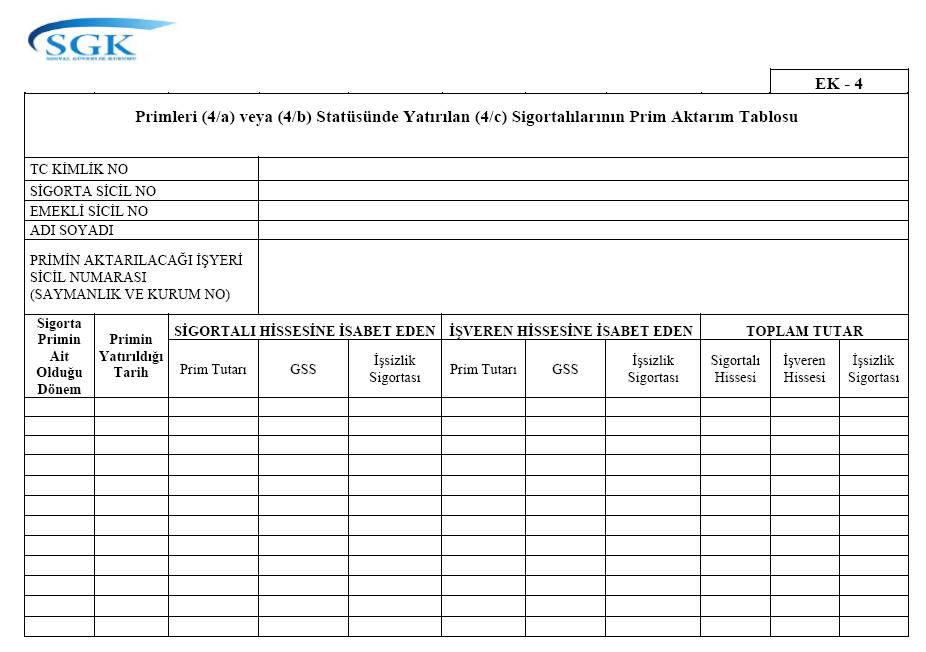 SGK
SOSYAL GÜVENLİK KURUMU
EK - 4
Primleri (4/a) veya (4/b) Statüsünde Yatırılan (4/c) Sigortalılarının Prim Aktarım Tablosu
TC KİMLİK NO
SİGORTA SİCİL NO
EMEKLİ SİCİL NO
ADI SOYADI
PRİMİN AKTARILACAĞI İŞYERİ
SİCİL NUMARASI
(SAYMANLIK VE KURUM NO)
Sigorta
Primin
Ait
Olduğu
Dönem
Primin
Yatırıldığı
Tarih
SİGORTALI HİSSESİNE İSABET EDEN
Prim Tutarı
GSS
İşsizlik
Sigortası
İŞVEREN HİSSESİNE İSABET EDEN
Prim Tutarı
GSS
İşsizlik
Sigortası
TOPLAM TUTAR
Sigortalı
Hissesi
İşveren
Hissesi
İşsizlik
Sigortası